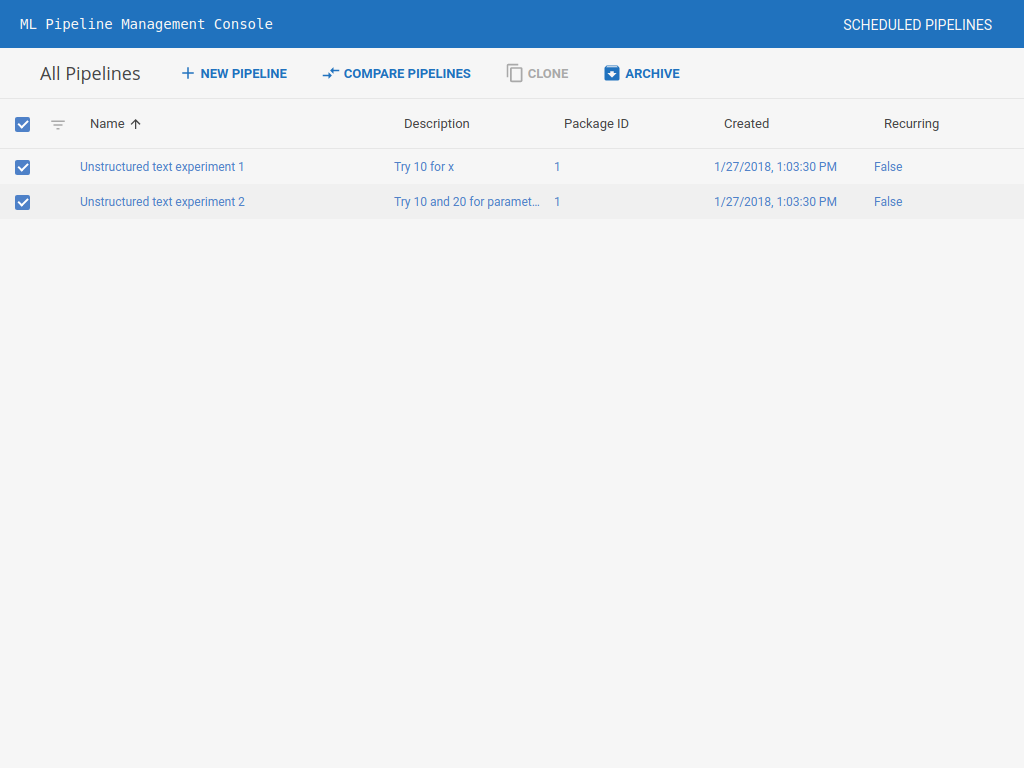 ML Pipeline Management Console SCHEDULED PIPELINES
All Pipelines NEW PIPELINE COMPARE PIPELINES CLONE ARCHIVE
Name Description Package ID Created Recurring
Unstructured text experiment 1 Try 10 for x 1 1/27/2018, 1:03:30 PM False
Unstructured text experiment 2 Try 10 and 20 for paramet... 1 1/27/2018, 1:03:30 PM False